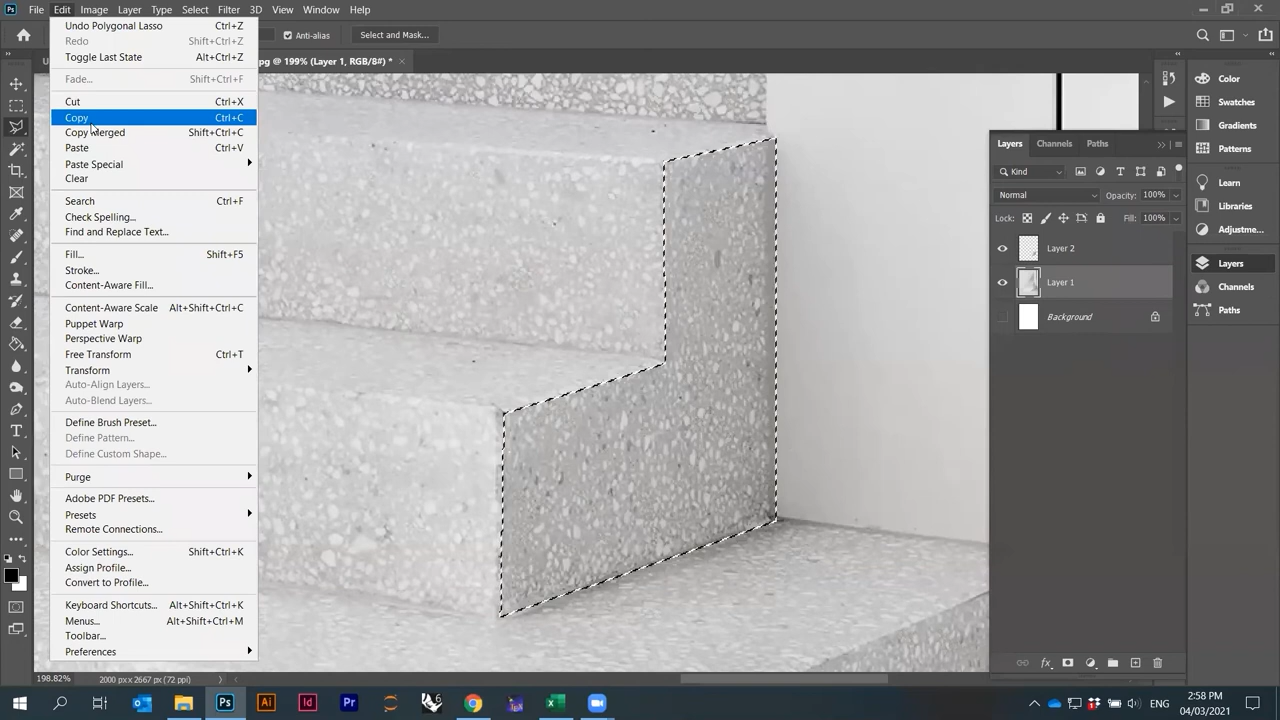 Ps File Edit Image Layer Type Select Filter 3D View Window Help
Anti-alias Select and Mask...
pg @ 199% (Layer 1, RGB/8#) *
Undo Polygonal Lasso Ctrl+Z
Redo Shift+Ctrl+Z
Toggle Last State Alt+Ctrl+Z
Fade... Shift+Ctrl+F
Cut Ctrl+X
Copy Ctrl+C
Copy Merged Shift+Ctrl+C
Paste Ctrl+V
Paste Special
Clear
Search Ctrl+F
Check Spelling...
Find and Replace Text...
Fill... Shift+F5
Stroke...
Content-Aware Fill...
Content-Aware Scale Alt+Shift+Ctrl+C
Puppet Warp
Perspective Warp
Free Transform Ctrl+T
Transform
Auto-Align Layers...
Auto-Blend Layers...
Define Brush Preset...
Define Pattern...
Define Custom Shape...
Purge
Adobe PDF Presets...
Presets
Remote Connections...
Color Settings... Shift+Ctrl+K
Assign Profile...
Convert to Profile...
Keyboard Shortcuts... Alt+Shift+Ctrl+K
Menus... Alt+Shift+Ctrl+M
Toolbar...
Preferences
Layers Channels Paths
Kind
Normal Opacity: 100%
Lock: Fill: 100%
Layer 2
Layer 1
Background
fx
Color
Swatches
Gradients
Patterns
Learn
Libraries
Adjustme...
Layers
Channels
Paths
198.82% 2000 px x 2667 px (72 ppi)
Ps Ai Id Pr 6
ENG
2:58 PM
04/03/2021